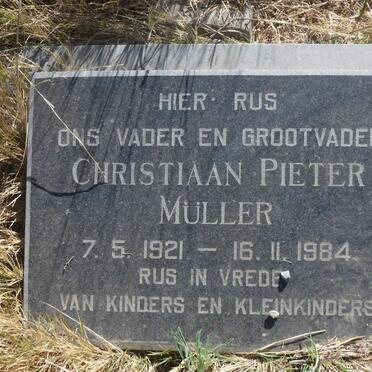 HIER RUS
ONS VADER EN GROOTVADER
CHRISTIAAN PIETER
MÜLLER
7. 5. 1921 — 16. 11. 1984.
RUS IN VREDE
VAN KINDERS EN KLEINKINDERS